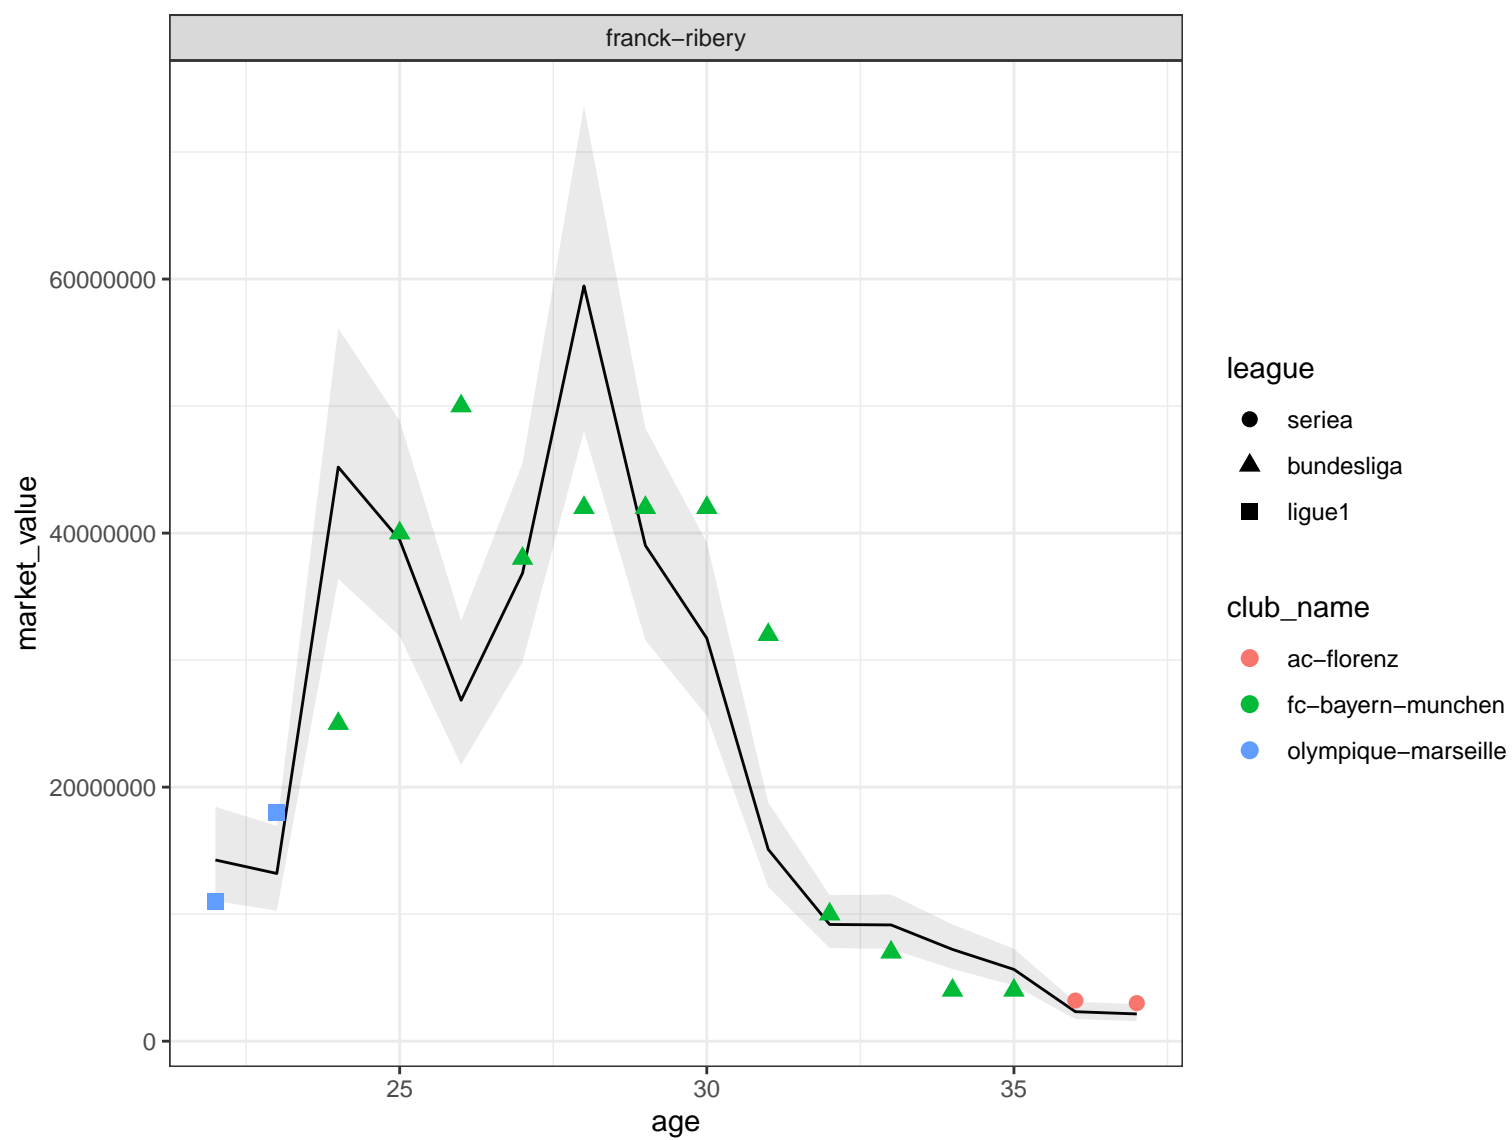 franck−ribery
market_value
60000000
40000000
20000000
0
25
30
35
age
league
seriea
bundesliga
ligue1
club_name
ac−florenz
fc−bayern−munchen
olympique−marseille